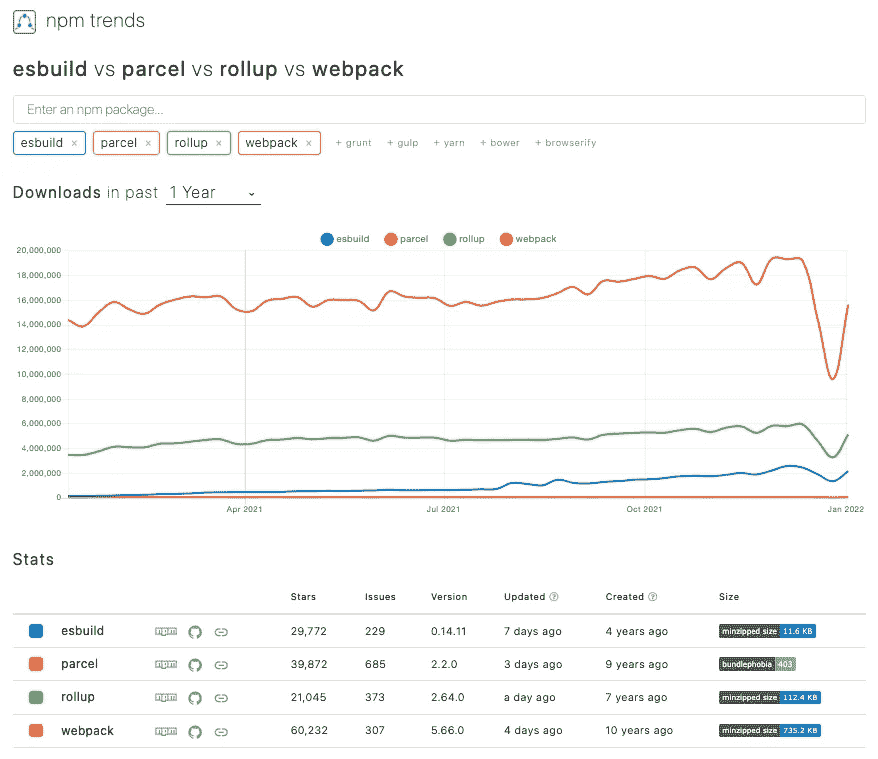 npm trends
esbuild vs parcel vs rollup vs webpack
Enter an npm package...
esbuild × parcel × rollup × webpack × + grunt + gulp + yarn + bower + browserify
Downloads in past 1 Year
esbuild parcel rollup webpack
20,000,000
18,000,000
16,000,000
14,000,000
12,000,000
10,000,000
8,000,000
6,000,000
4,000,000
2,000,000
0
Apr 2021 Jul 2021 Oct 2021 Jan 2022
Stats
Stars Issues Version Updated ? Created ? Size
esbuild npm 29,772 229 0.14.11 7 days ago 4 years ago minzipped size 11.6 KB
parcel npm 39,872 685 2.2.0 3 days ago 9 years ago bundlephobia 403
rollup npm 21,045 373 2.64.0 a day ago 7 years ago minzipped size 112.4 KB
webpack npm 60,232 307 5.66.0 4 days ago 10 years ago minzipped size 735.2 KB